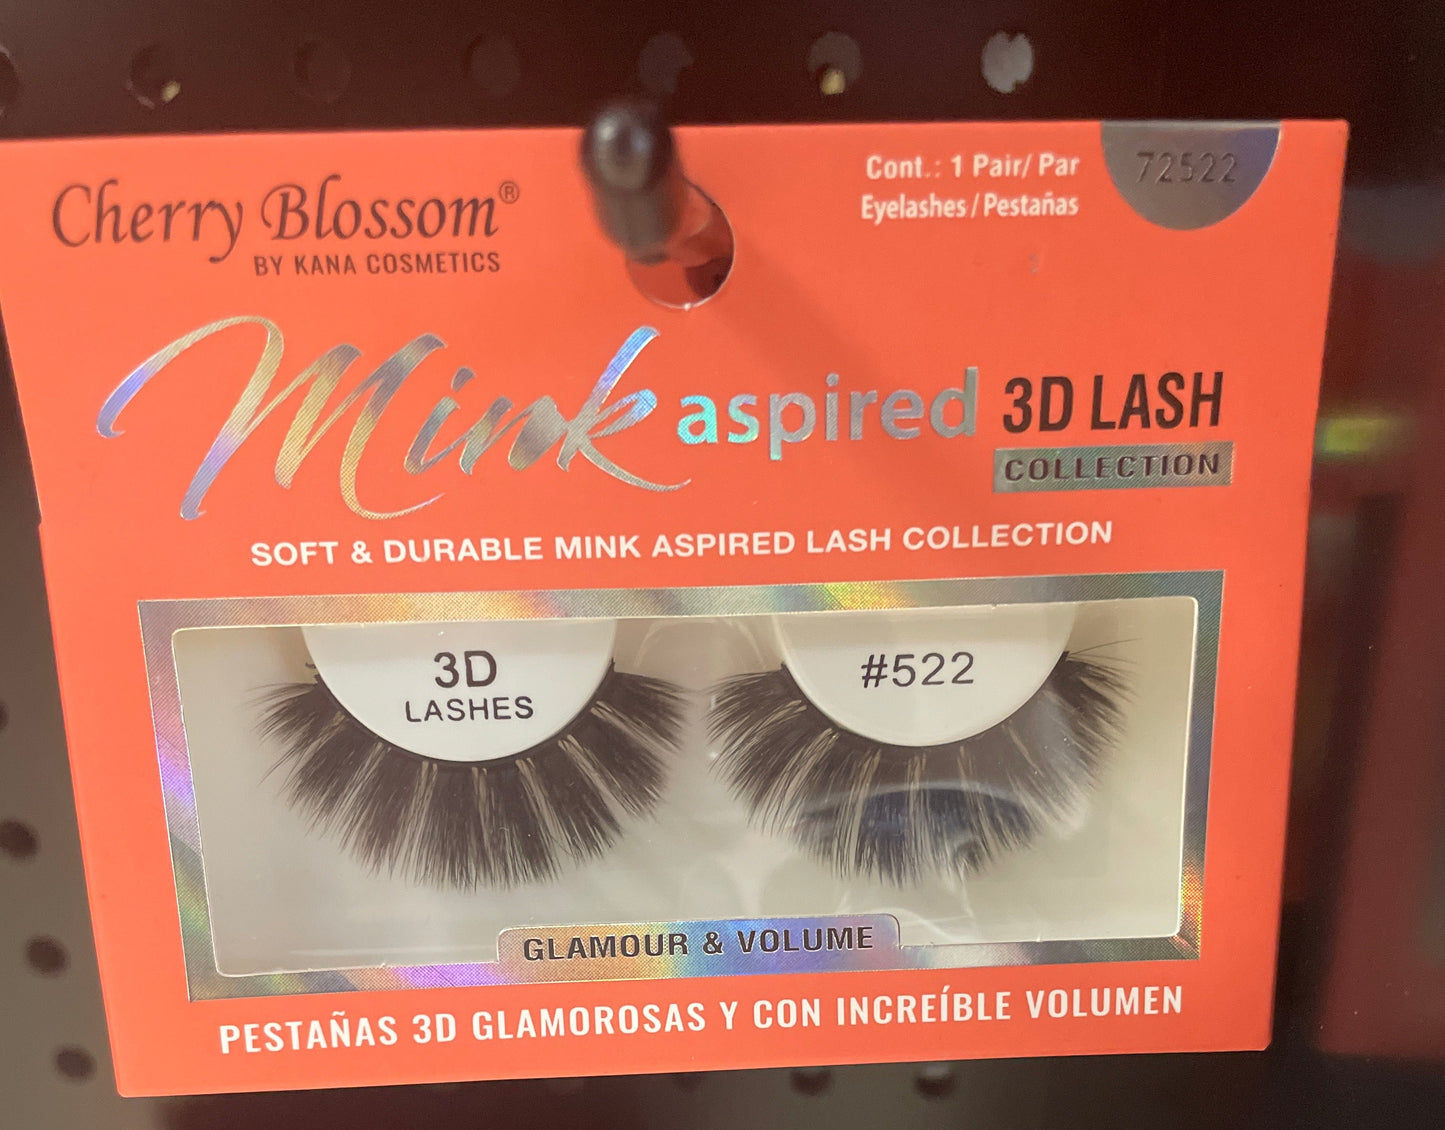 Cherry Blossom®
BY KANA COSMETICS
Cont.: 1 Pair/ Par
Eyelashes / Pestañas
72522
Mink aspired 3D LASH
COLLECTION
SOFT & DURABLE MINK ASPIRED LASH COLLECTION
3D
LASHES
#522
GLAMOUR & VOLUME
PESTAÑAS 3D GLAMOROSAS Y CON INCREÍBLE VOLUMEN